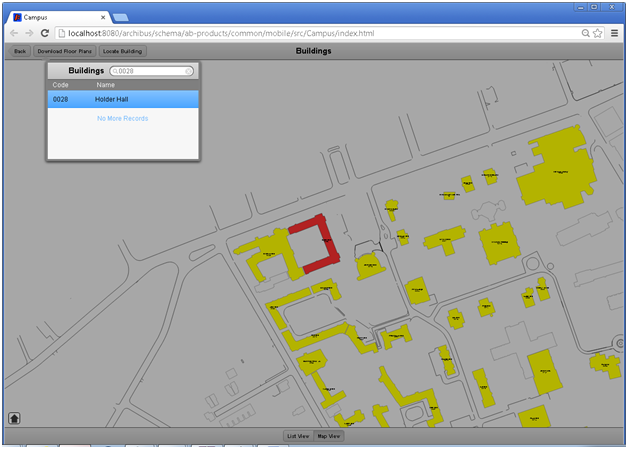 Campus
localhost:8080/archibus/schema/ab-products/common/mobile/src/Campus/index.html
Back Download Floor Plans Locate Building Buildings
Buildings 0028
Code Name
0028 Holder Hall
No More Records
List View Map View